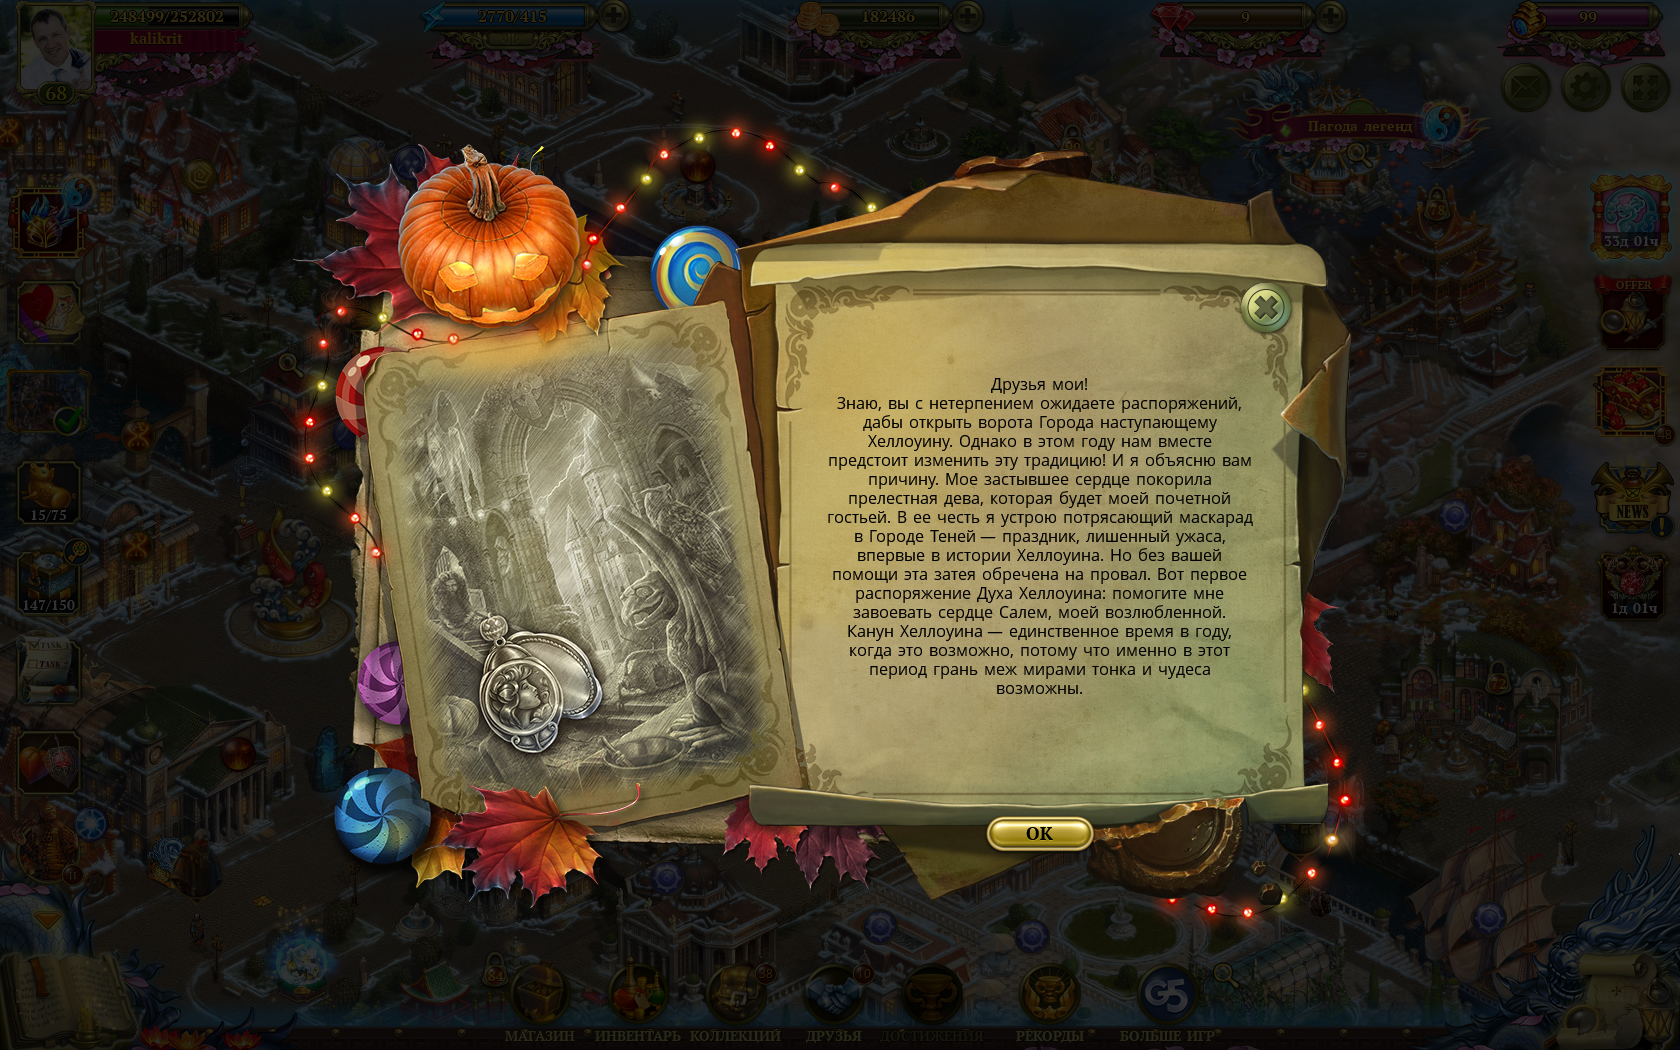 248499/252802
2770/415
182486
9
99
kalikrit
68
Пагода легенд
33д 01ч
OFFER
Друзья мои!
Знаю, вы с нетерпением ожидаете распоряжений,
дабы открыть ворота Города наступающему
Хеллоуину. Однако в этом году нам вместе
предстоит изменить эту традицию! И я объясню вам
причину. Мое застывшее сердце покорила
прелестная дева, которая будет моей почетной
гостьей. В ее честь я устрою потрясающий маскарад
в Городе Теней — праздник, лишенный ужаса,
впервые в истории Хеллоуина. Но без вашей
помощи эта затея обречена на провал. Вот первое
распоряжение Духа Хеллоуина: помогите мне
завоевать сердце Салем, моей возлюбленной.
Канун Хеллоуина — единственное время в году,
когда это возможно, потому что именно в этот
период грань меж мирами тонка и чудеса
возможны.
OK
15/75
NEWS
147/150
1д 01ч
TASK
TASK
34
38
10
G5
МАГАЗИН
ИНВЕНТАРЬ
КОЛЛЕКЦИЙ
ДРУЗЬЯ
ДОСТИЖЕНИЯ
РЕКОРДЫ
БОЛЬШЕ ИГР